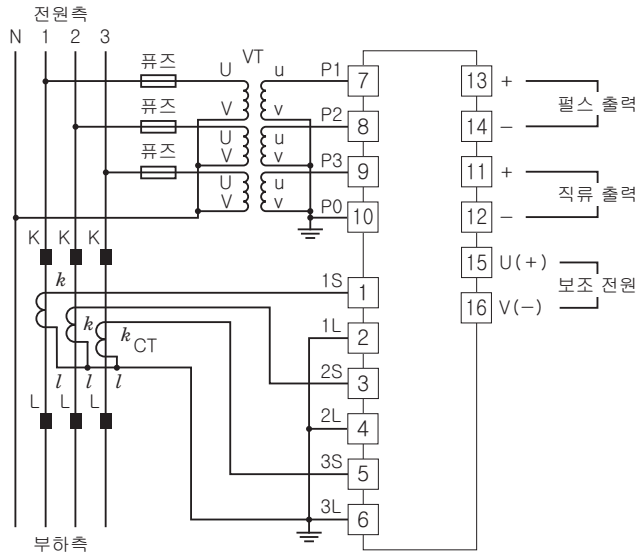 전원측
N 1 2 3
퓨즈
U
V
VT
u
v
P1
7
퓨즈
U
V
u
v
P2
8
퓨즈
U
V
u
v
P3
9
P0
10
13 +
14 −
펄스 출력
11 +
12 −
직류 출력
15 U(+)
16 V(−)
보조 전원
K K K
k
k
k
CT
l l l
L L L
1S
1
1L
2
2S
3
2L
4
3S
5
3L
6
부하측